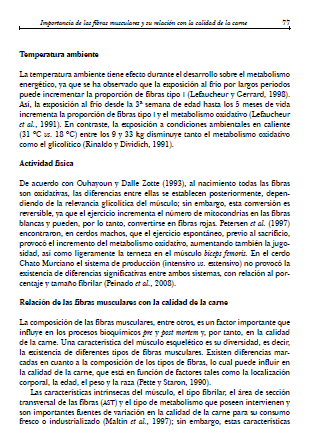 Importancia de las fibras musculares y su relación con la calidad de la carne 77
Temperatura ambiente
La temperatura ambiente tiene efecto durante el desarrollo sobre el metabolismo
energético, ya que se ha observado que la exposición al frío por largos periodos
puede incrementar la proporción de fibras tipo I (Lefaucheur y Gerrard, 1998).
Así, la exposición al frío desde la 3ª semana de edad hasta los 5 meses de vida
incrementa la proporción de fibras tipo I y el metabolismo oxidativo (Lefaucheur
et al., 1991). En contraste, la exposición a condiciones ambientales en caliente
(31 ºC vs. 18 ºC) entre los 9 y 33 kg disminuye tanto el metabolismo oxidativo
como el glicolítico (Rinaldo y Dividich, 1991).
Actividad física
De acuerdo con Ouhayoun y Dalle Zotte (1993), al nacimiento todas las fibras
son oxidativas, las diferencias entre ellas se establecen posteriormente, depen-
diendo de la relevancia glicolítica del músculo; sin embargo, esta conversión es
reversible, ya que el ejercicio incrementa el número de mitocondrias en las fibras
blancas y pueden, por lo tanto, convertirse en fibras rojas. Petersen et al. (1997)
encontraron, en cerdos machos, que el ejercicio espontáneo, previo al sacrificio,
provocó el incremento del metabolismo oxidativo, aumentando también la jugo-
sidad, así como ligeramente la terneza en el músculo biceps femoris. En el cerdo
Chato Murciano el sistema de producción (intensivo vs. extensivo) no provocó la
existencia de diferencias significativas entre ambos sistemas, con relación al por-
centaje y tamaño fibrilar (Peinado et al., 2008).
Relación de las fibras musculares con la calidad de la carne
La composición de las fibras musculares, entre otros, es un factor importante que
influye en los procesos bioquímicos pre y post mortem y, por tanto, en la calidad
de la carne. Una característica del músculo esquelético es su diversidad, es decir,
la existencia de diferentes tipos de fibras musculares. Existen diferencias mar-
cadas en cuanto a la composición de los tipos de fibras, lo cual puede influir en
la calidad de la carne, que está en función de factores tales como la localización
corporal, la edad, el peso y la raza (Pette y Staron, 1990).
Las características intrínsecas del músculo, el tipo fibrilar, el área de sección
transversal de las fibras (AST) y el tipo de metabolismo que poseen intervienen y
son importantes fuentes de variación en la calidad de la carne para su consumo
fresco o industrializado (Maltin et al., 1997); sin embargo, estas características